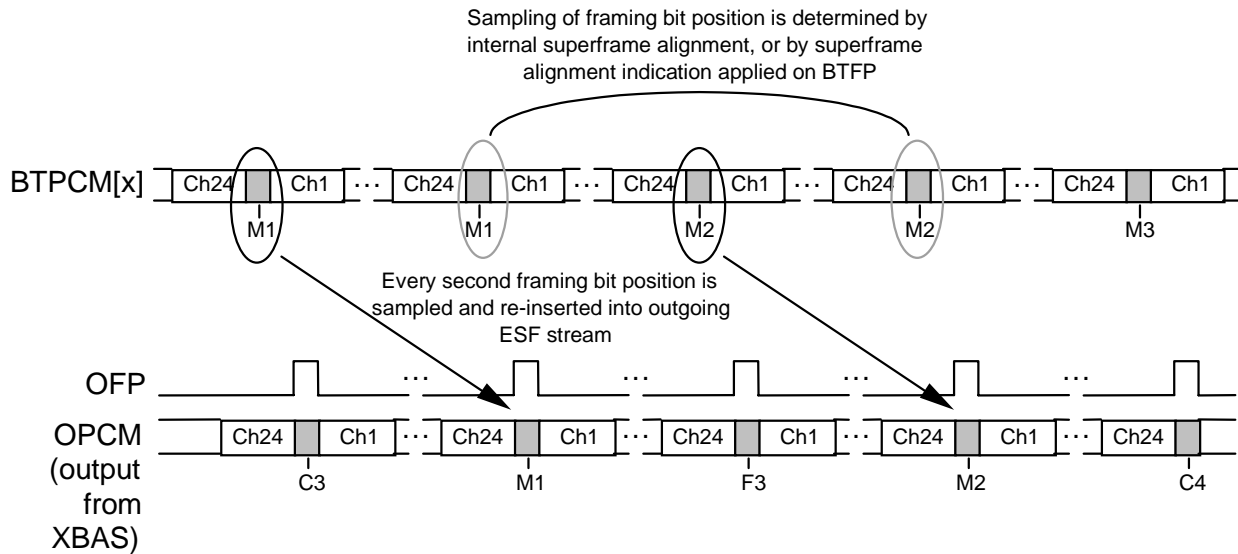 Sampling of framing bit position is determined by
internal superframe alignment, or by superframe
alignment indication applied on BTFP
BTPCM[x]
Ch24 Ch1 ... Ch24 Ch1 ... Ch24 Ch1 ... Ch24 Ch1 ... Ch24 Ch1
M1 M1 M2 M2 M3
Every second framing bit position is
sampled and re-inserted into outgoing
ESF stream
OFP
... ... ... ...
OPCM
(output
from
XBAS)
Ch24 Ch1 ... Ch24 Ch1 ... Ch24 Ch1 ... Ch24 Ch1 ... Ch24
C3 M1 F3 M2 C4